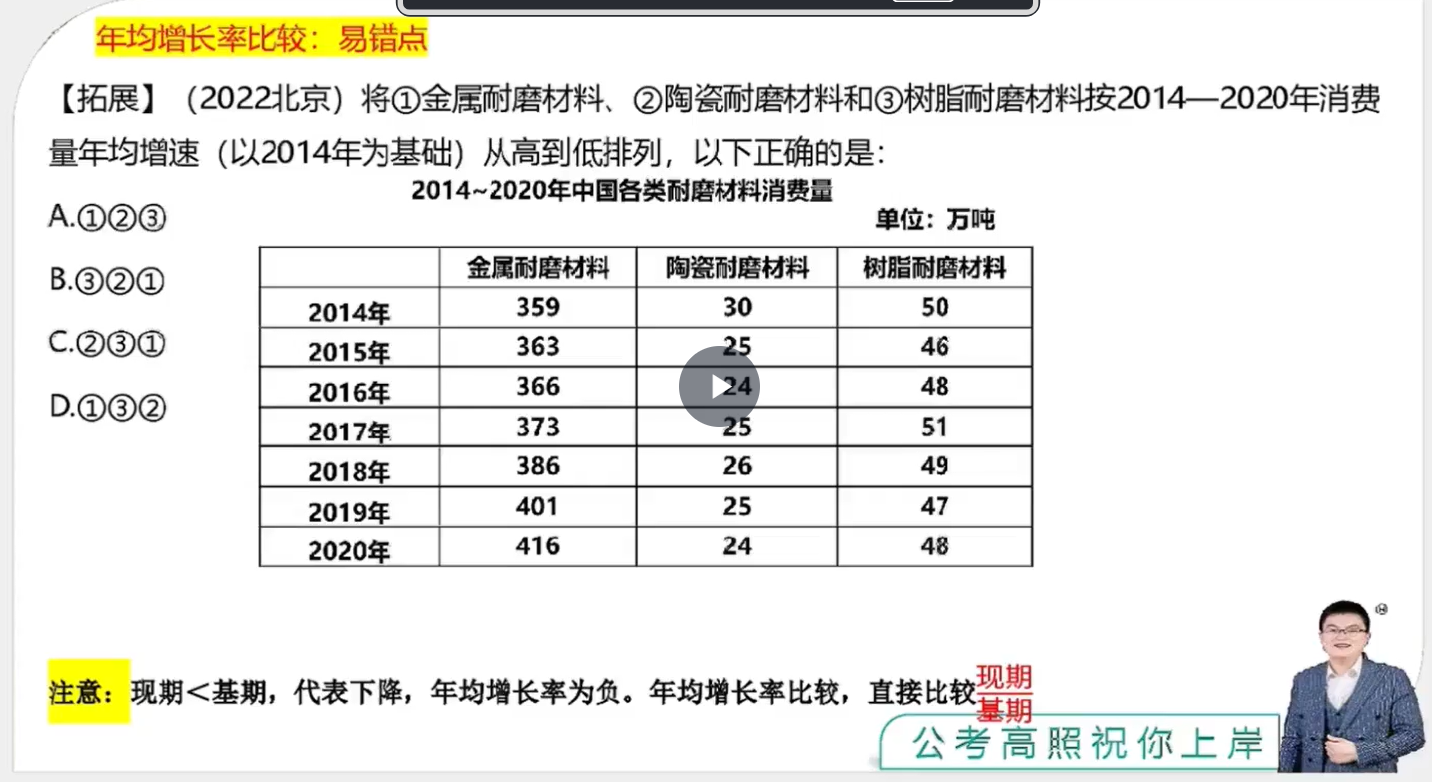 年均增长率比较：易错点
【拓展】（2022北京）将①金属耐磨材料、②陶瓷耐磨材料和③树脂耐磨材料按2014—2020年消费
量年均增速（以2014年为基础）从高到低排列，以下正确的是：
2014~2020年中国各类耐磨材料消费量
单位：万吨
A.①②③
B.③②①
C.②③①
D.①③②
金属耐磨材料 陶瓷耐磨材料 树脂耐磨材料
2014年 359 30 50
2015年 363 25 46
2016年 366 24 48
2017年 373 25 51
2018年 386 26 49
2019年 401 25 47
2020年 416 24 48
注意：现期＜基期，代表下降，年均增长率为负。年均增长率比较，直接比较现期
基期
公考高照祝你上岸